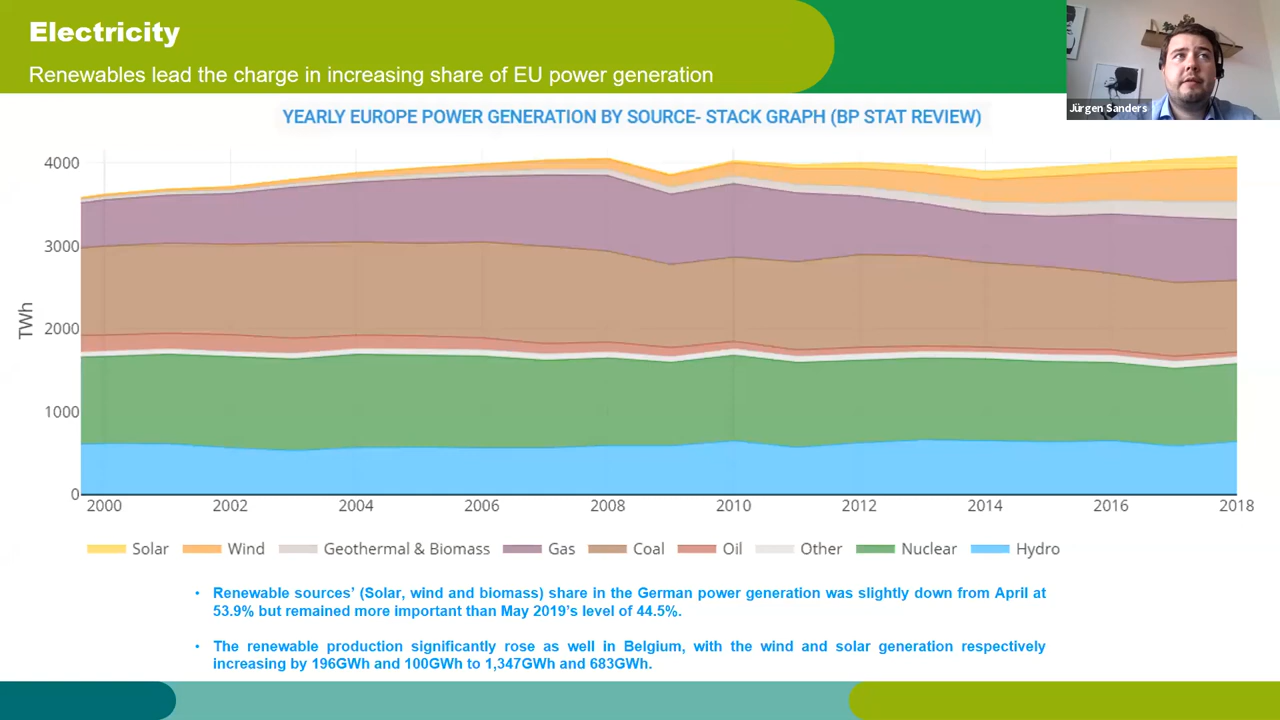 Electricity
Renewables lead the charge in increasing share of EU power generation
Jürgen Sanders
YEARLY EUROPE POWER GENERATION BY SOURCE- STACK GRAPH (BP STAT REVIEW)
4000
3000
2000
1000
0
TWh
2000 2002 2004 2006 2008 2010 2012 2014 2016 2018
Solar Wind Geothermal & Biomass Gas Coal Oil Other Nuclear Hydro
• Renewable sources’ (Solar, wind and biomass) share in the German power generation was slightly down from April at
53.9% but remained more important than May 2019’s level of 44.5%.
• The renewable production significantly rose as well in Belgium, with the wind and solar generation respectively
increasing by 196GWh and 100GWh to 1,347GWh and 683GWh.